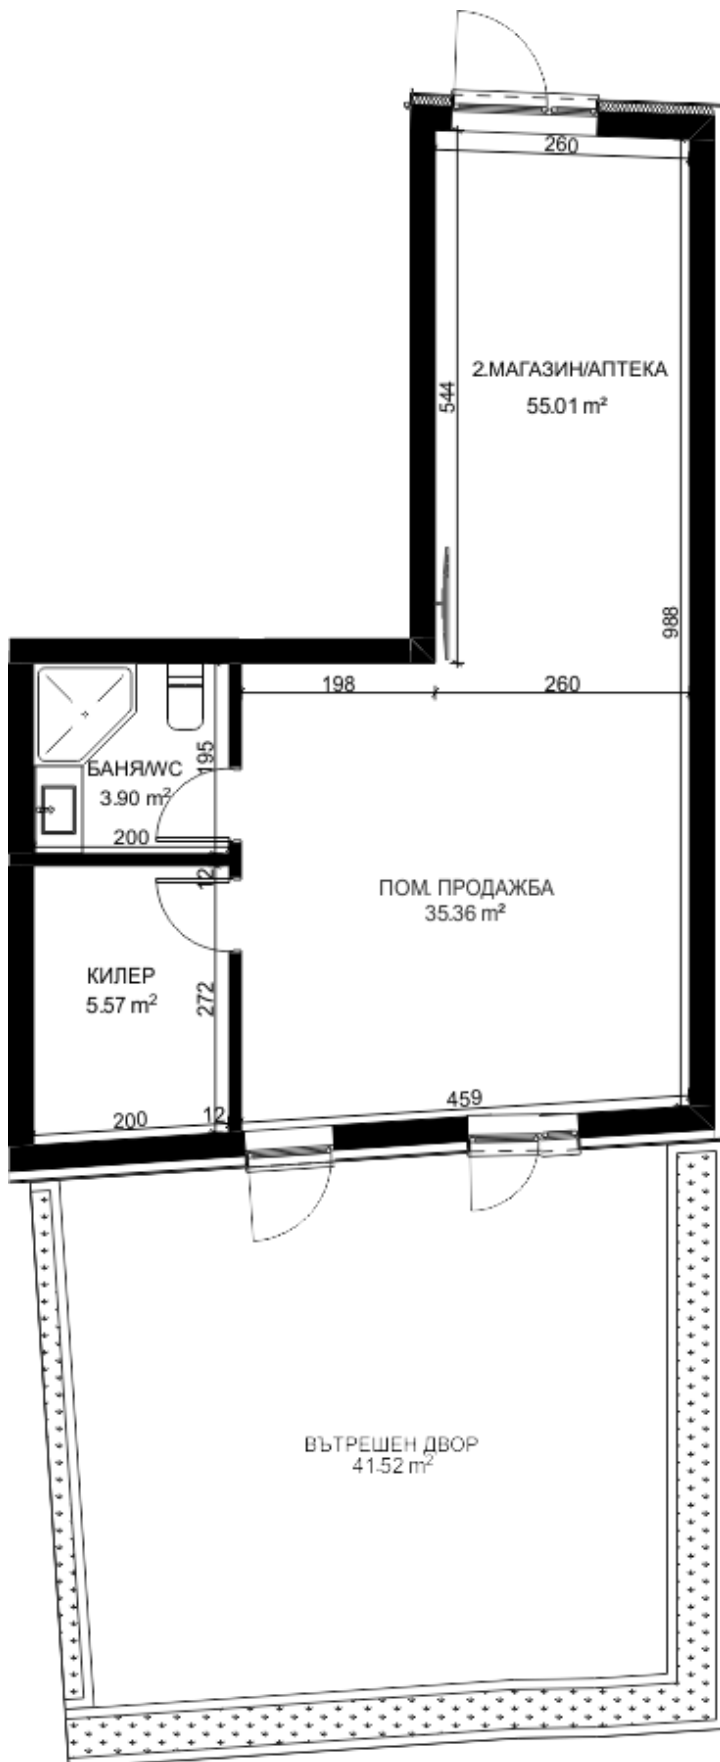 260
2.МАГАЗИН/АПТЕКА
55.01 m²
544
988
198
260
БАНЯ/WC
3.90 m²
195
200
12
ПОМ. ПРОДАЖБА
35.36 m²
КИЛЕР
5.57 m²
272
200
12
459
ВЪТРЕШЕН ДВОР
41.52 m²